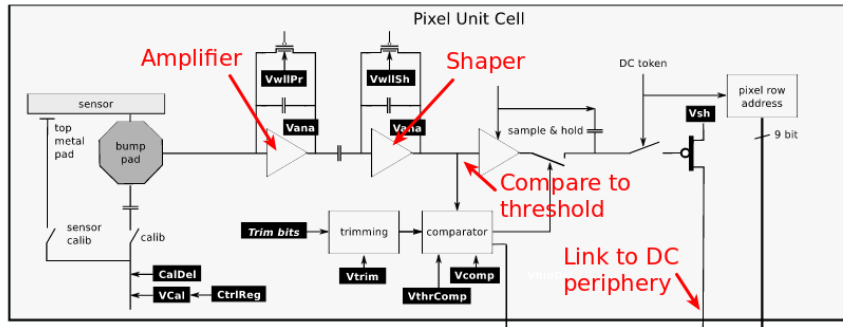 Pixel Unit Cell
Amplifier
Shaper
VwllPr
VwllSh
DC token
sensor
pixel row
address
top
metal
pad
bump
pad
Vana
Vana
sample & hold
Vsh
9 bit
Compare to
threshold
sensor
calib
calib
Trim bits
trimming
comparator
Link to DC
periphery
CalDel
Vtrim
Vcomp
VCal
CtrlReg
VthrComp